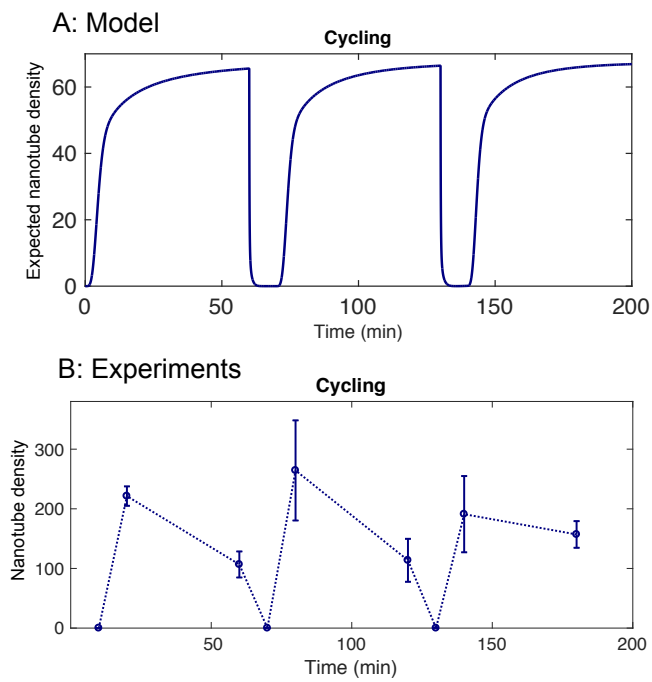 A: Model
Cycling
Expected nanotube density
60
40
20
0
0 50 100 150 200
Time (min)
B: Experiments
Cycling
Nanotube density
300
200
100
0
50 100 150 200
Time (min)